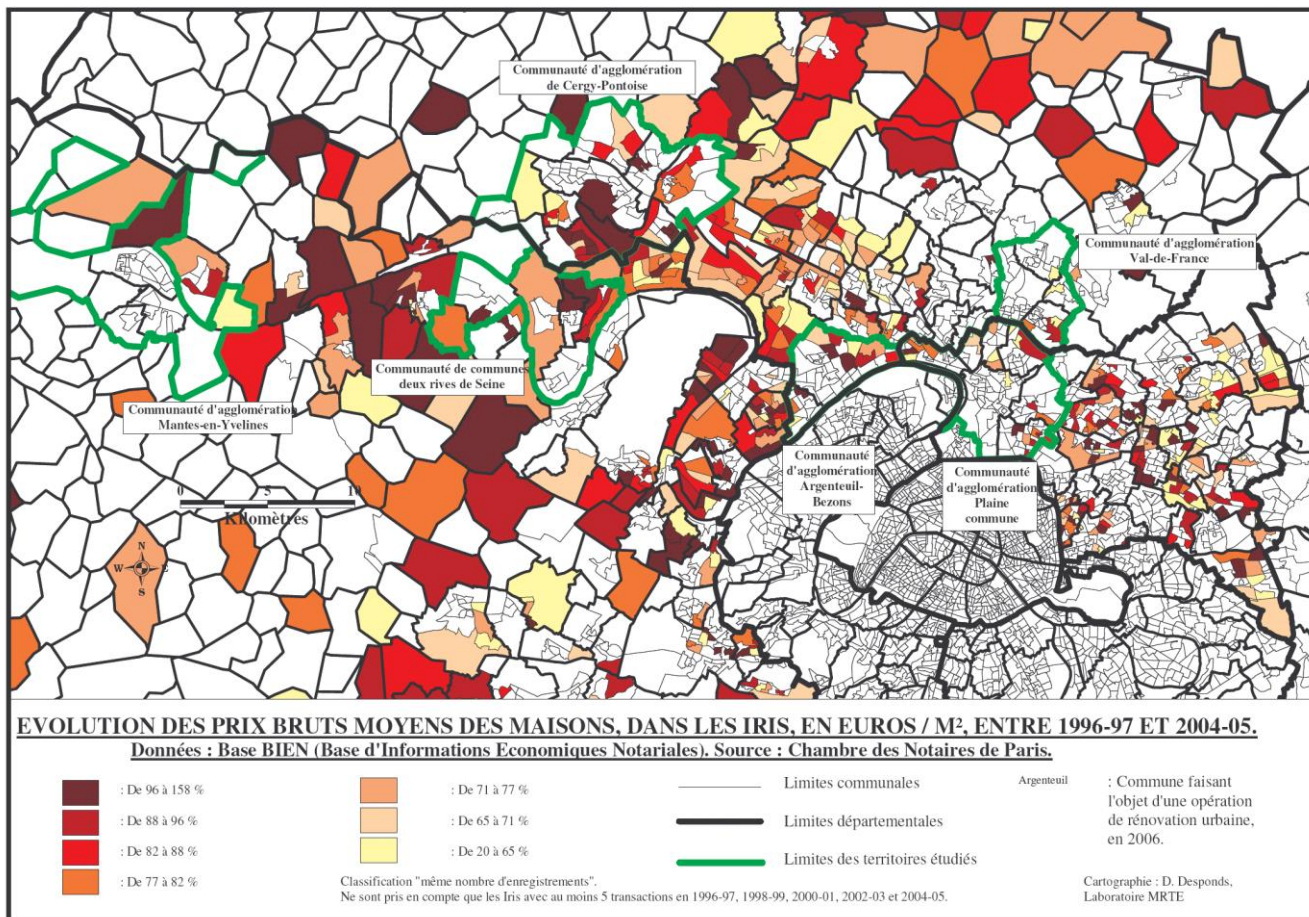 Communauté d'agglomération
de Cergy-Pontoise
Communauté d'agglomération
Val-de-France
Communauté de communes
deux rives de Seine
Communauté d'agglomération
Mantes-en-Yvelines
Communauté
d'agglomération
Argenteuil-
Bezons
Communauté
d'agglomération
Plaine
commune
0 5 10
Kilomètres
N
W E
S
EVOLUTION DES PRIX BRUTS MOYENS DES MAISONS, DANS LES IRIS, EN EUROS / M², ENTRE 1996-97 ET 2004-05.
Données : Base BIEN (Base d'Informations Economiques Notariales). Source : Chambre des Notaires de Paris.
: De 96 à 158 %
: De 88 à 96 %
: De 82 à 88 %
: De 77 à 82 %
: De 71 à 77 %
: De 65 à 71 %
: De 20 à 65 %
Limites communales
Limites départementales
Limites des territoires étudiés
Argenteuil : Commune faisant
l'objet d'une opération
de rénovation urbaine,
en 2006.
Classification "même nombre d'enregistrements".
Ne sont pris en compte que les Iris avec au moins 5 transactions en 1996-97, 1998-99, 2000-01, 2002-03 et 2004-05.
Cartographie : D. Desponds,
Laboratoire MRTE